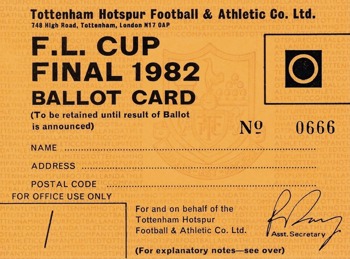 Tottenham Hotspur Football & Athletic Co. Ltd.
748 High Road, Tottenham, London N17 0AP
F.L. CUP
FINAL 1982
BALLOT CARD
(To be retained until result of Ballot
is announced)
Nº 0666
NAME
ADDRESS
POSTAL CODE
FOR OFFICE USE ONLY
For and on behalf of the
Tottenham Hotspur
Football & Athletic Co. Ltd.
Asst. Secretary
(For explanatory notes—see over)